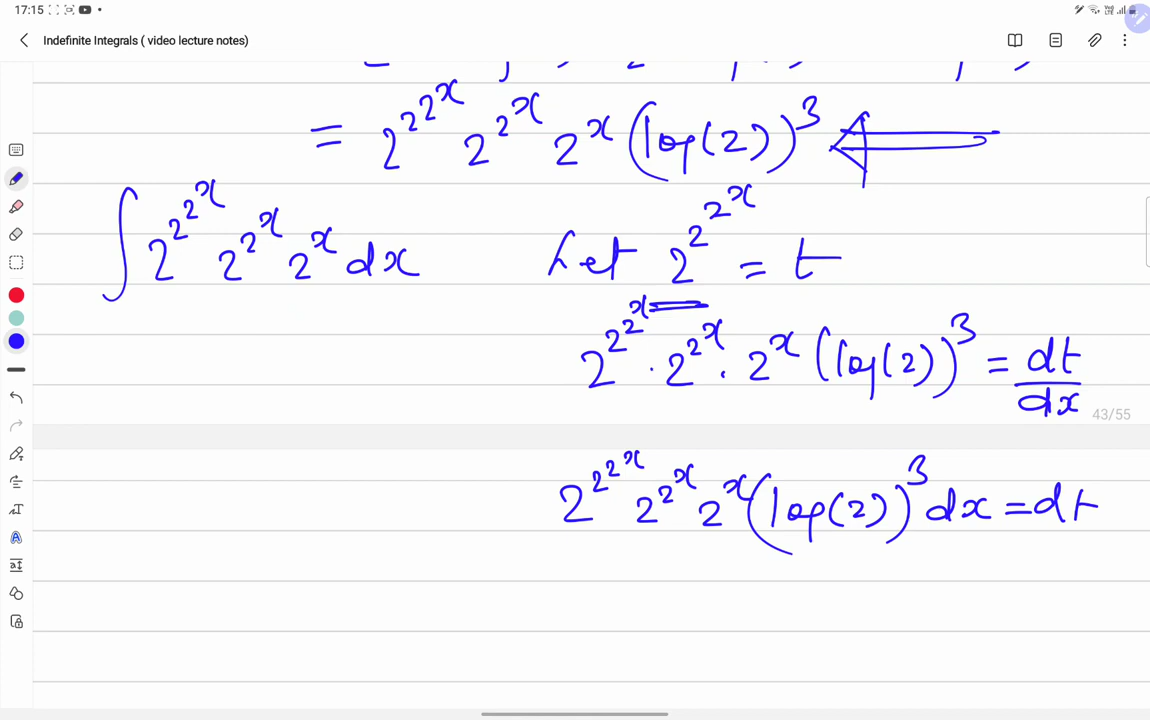 17:15
Indefinite Integrals ( video lecture notes)
= 2^{2^{2^x}} 2^{2^x} 2^x (log(2))^3
∫ 2^{2^{2^x}} 2^{2^x} 2^x dx Let 2^{2^{2^x}} = t
2^{2^{2^x}} · 2^{2^x} · 2^x (log(2))^3 = dt/dx
43/55
2^{2^{2^x}} 2^{2^x} 2^x (log(2))^3 dx = dt